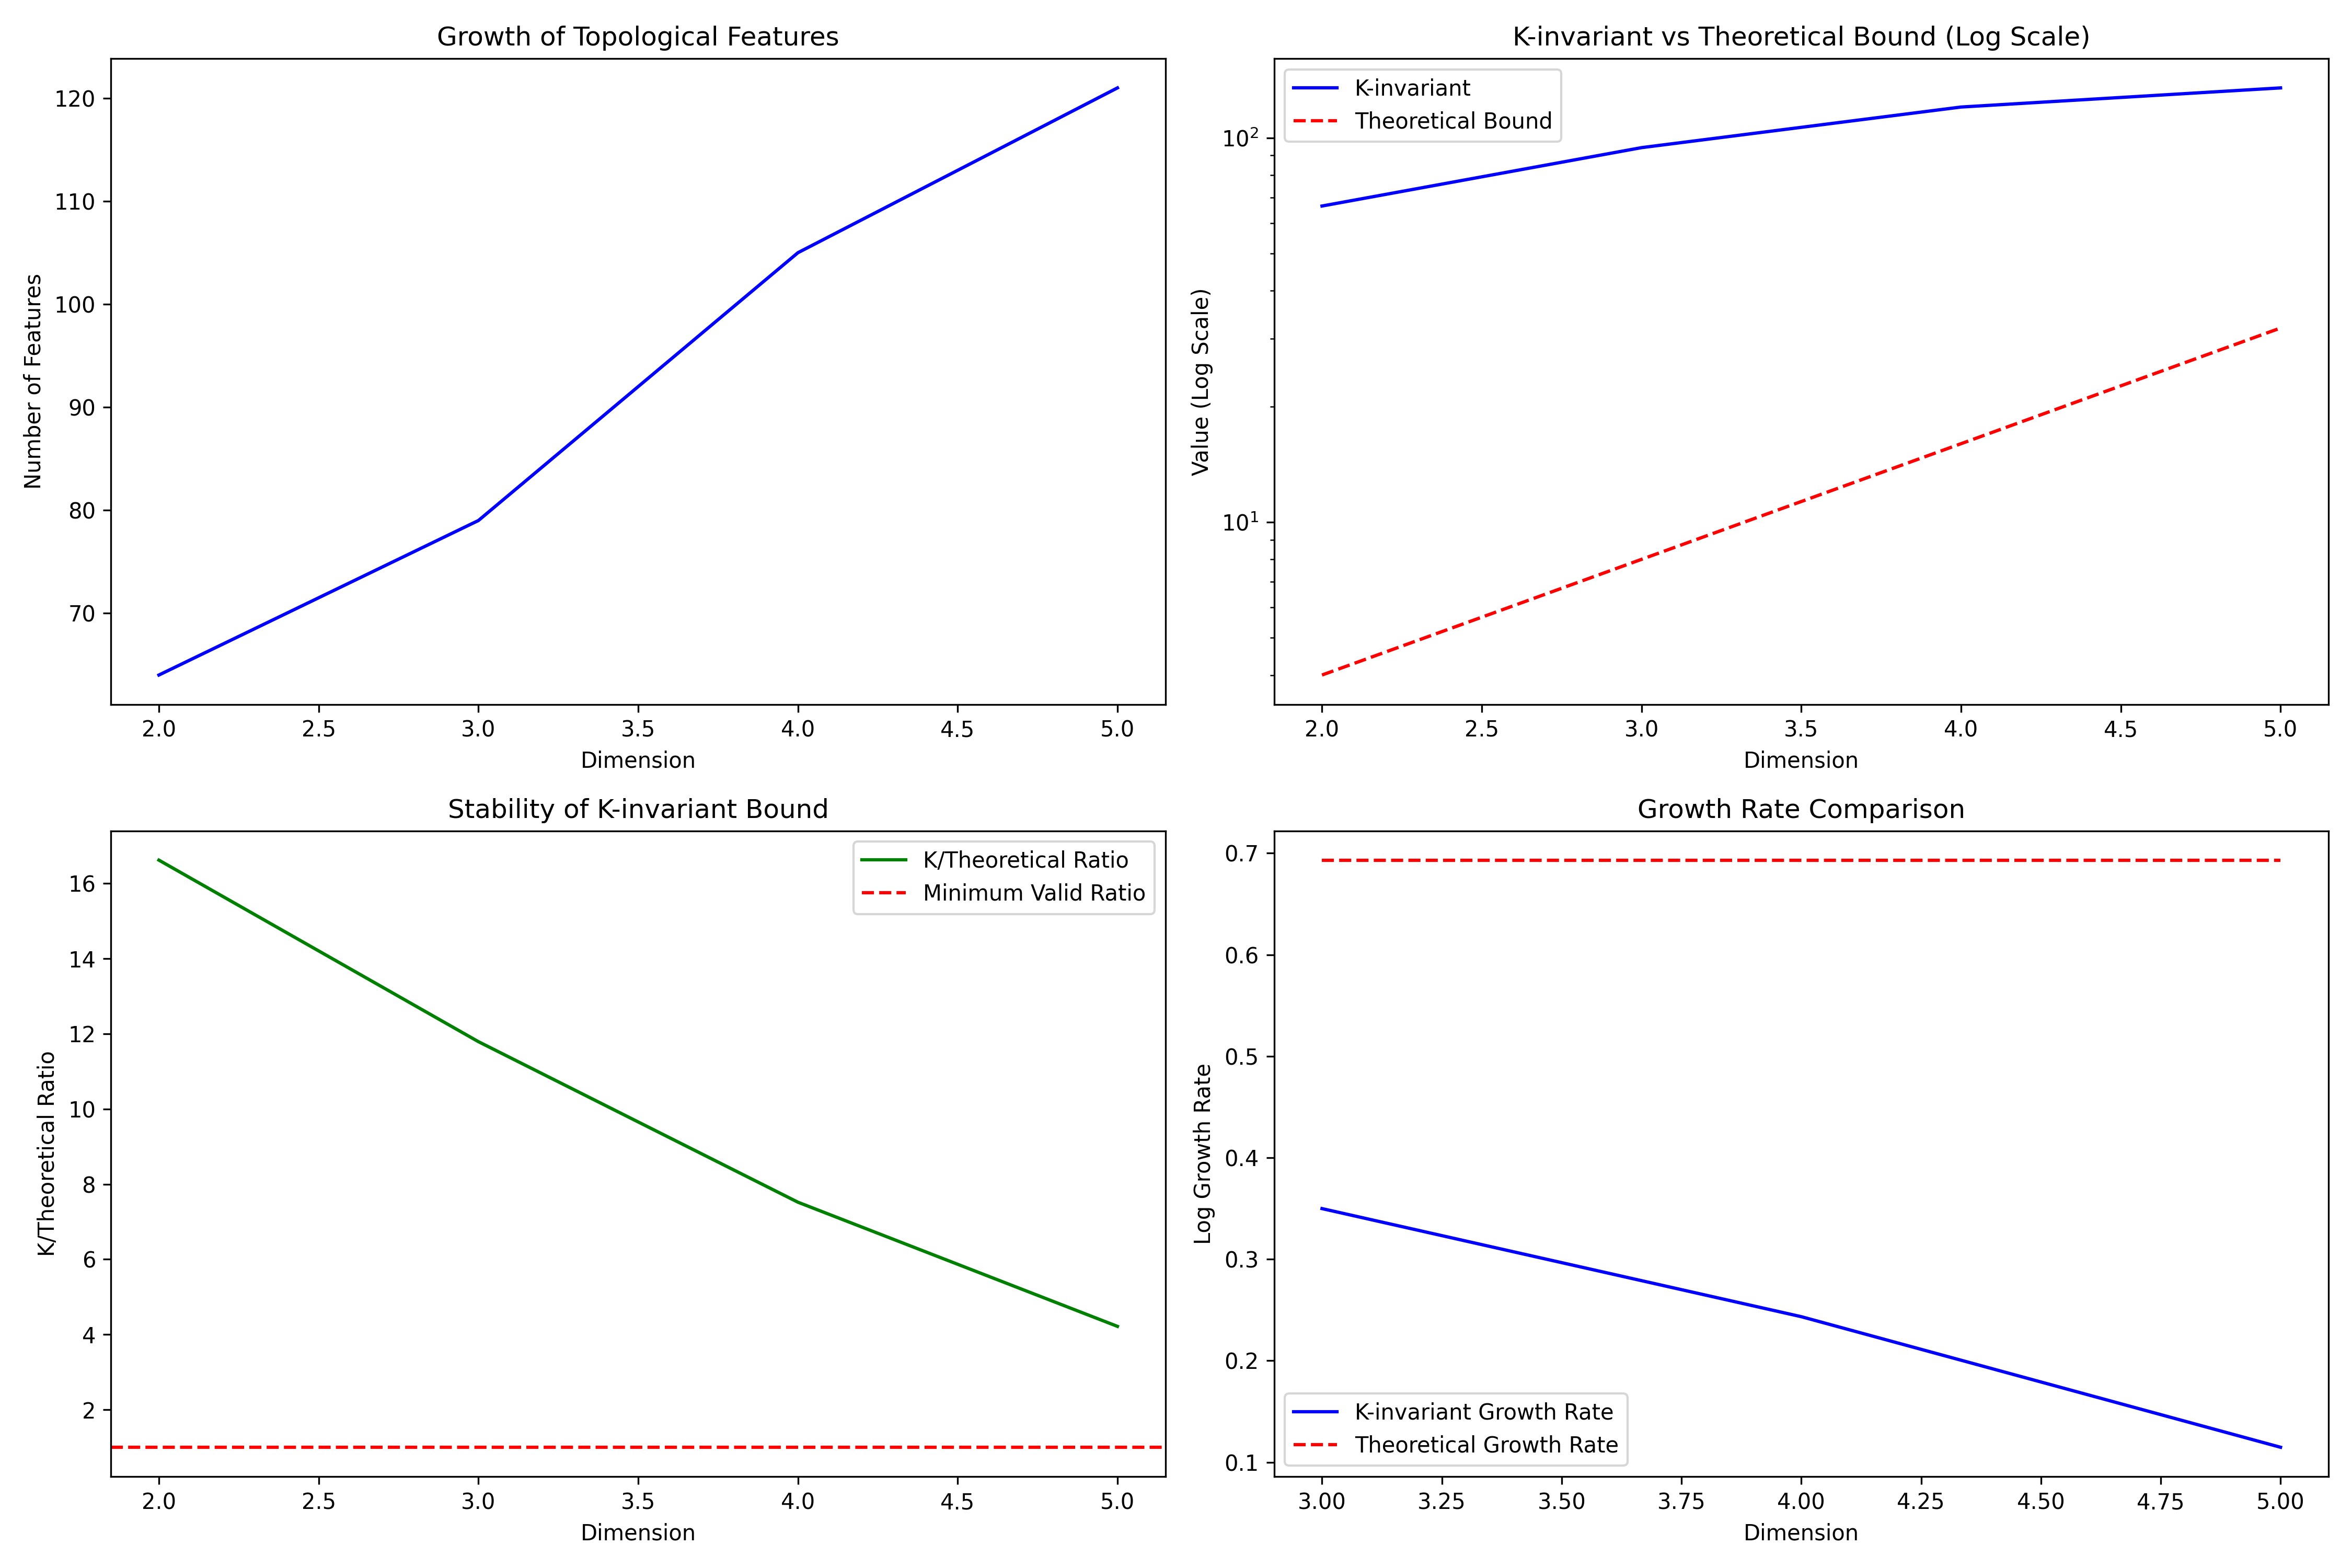 Growth of Topological Features
Number of Features
120
110
100
90
80
70
2.0 2.5 3.0 3.5 4.0 4.5 5.0
Dimension
K-invariant vs Theoretical Bound (Log Scale)
K-invariant
Theoretical Bound
Value (Log Scale)
10²
10¹
2.0 2.5 3.0 3.5 4.0 4.5 5.0
Dimension
Stability of K-invariant Bound
K/Theoretical Ratio
Minimum Valid Ratio
K/Theoretical Ratio
16
14
12
10
8
6
4
2
2.0 2.5 3.0 3.5 4.0 4.5 5.0
Dimension
Growth Rate Comparison
Log Growth Rate
0.7
0.6
0.5
0.4
0.3
0.2
0.1
K-invariant Growth Rate
Theoretical Growth Rate
3.00 3.25 3.50 3.75 4.00 4.25 4.50 4.75 5.00
Dimension